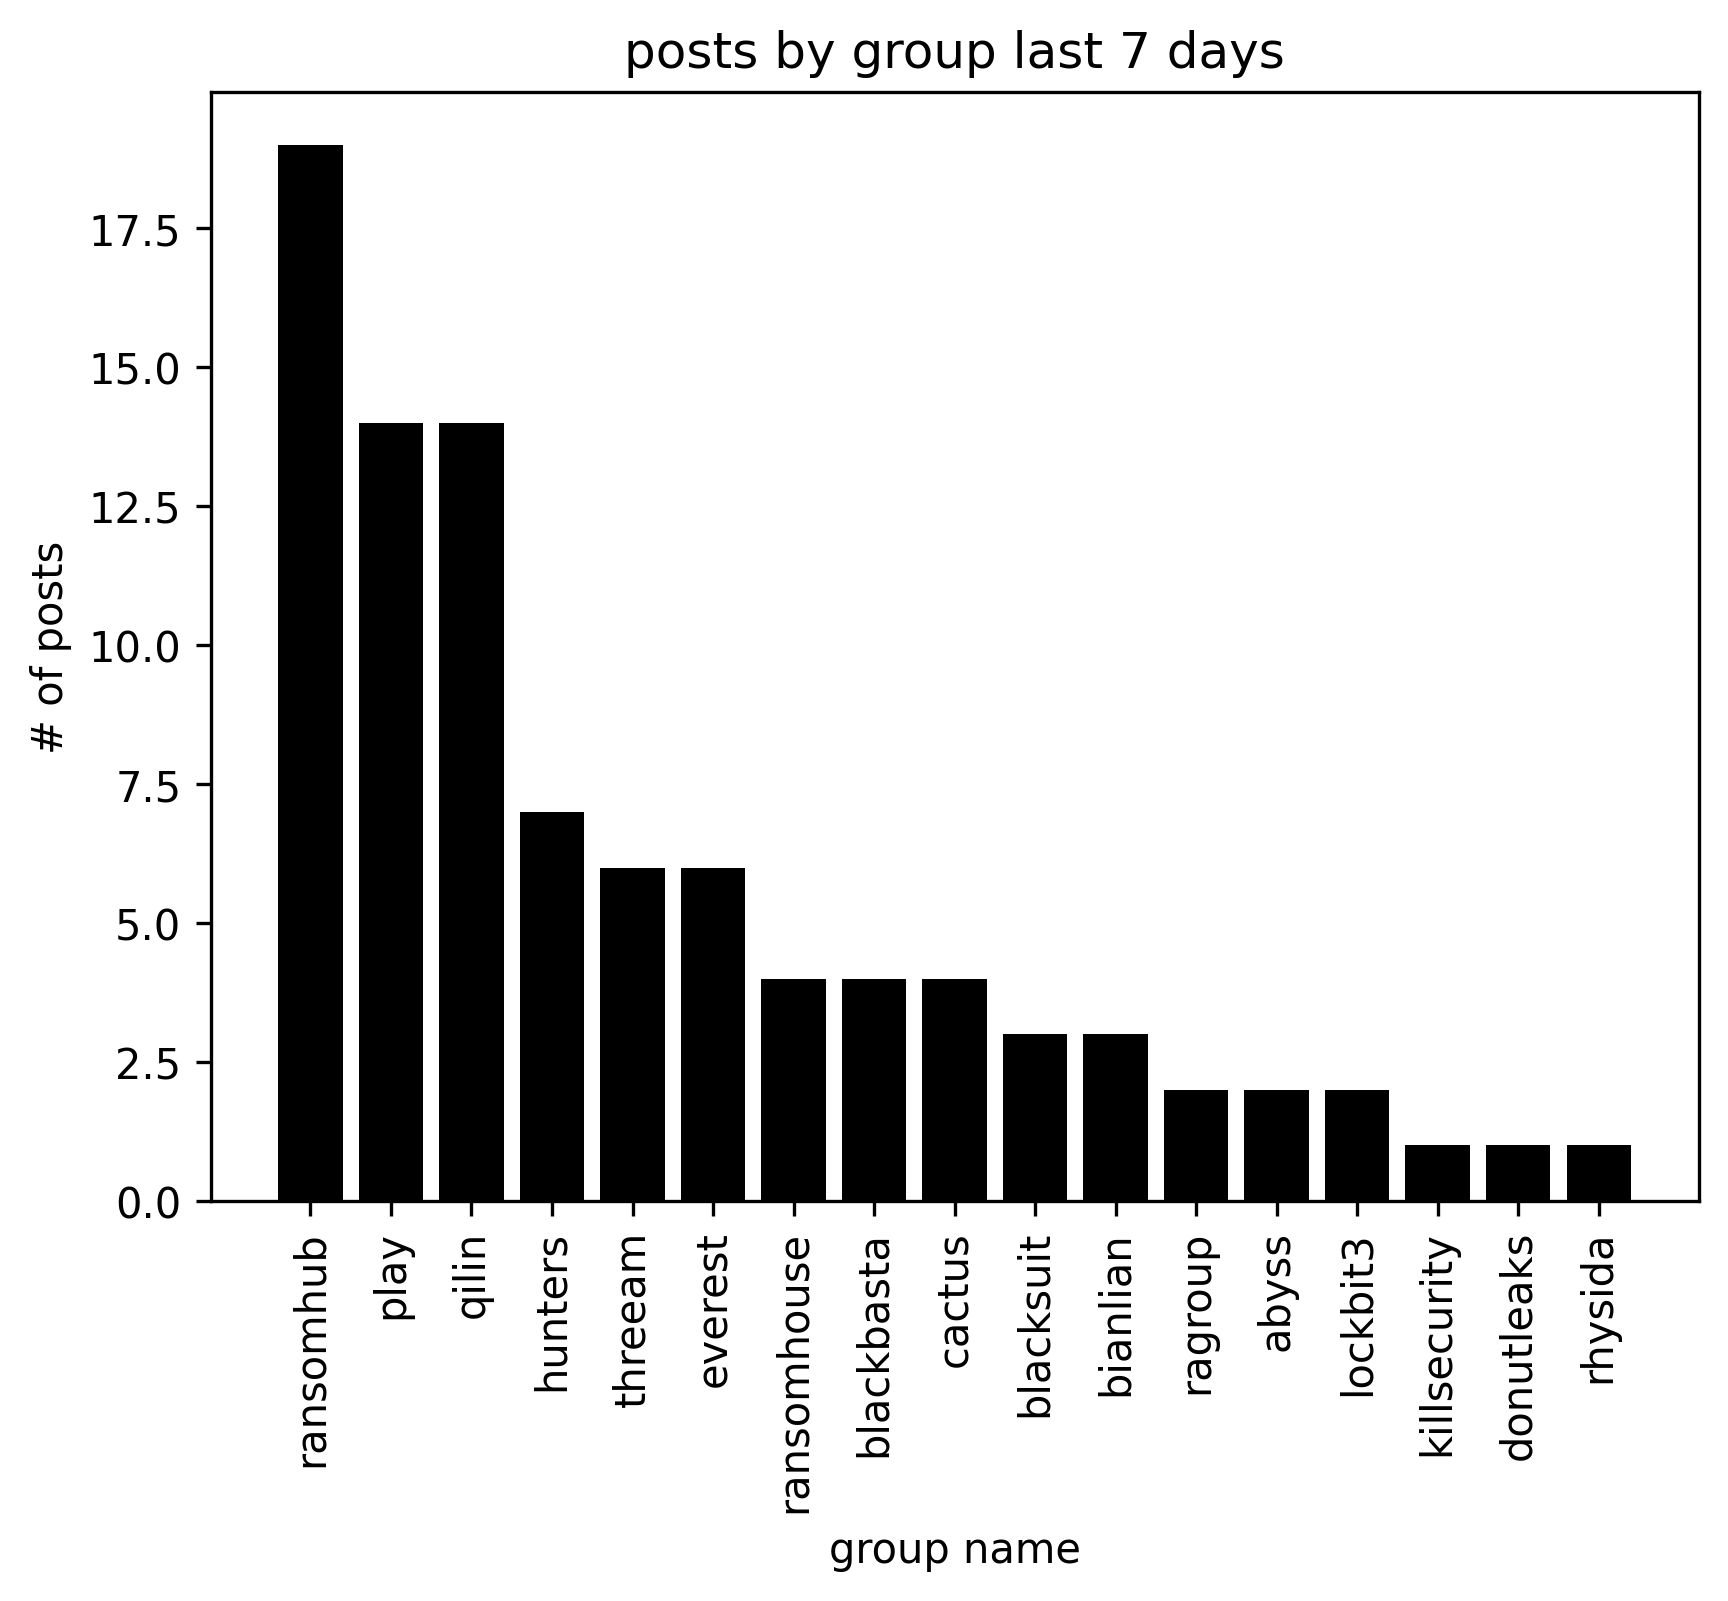 posts by group last 7 days
# of posts
17.5
15.0
12.5
10.0
7.5
5.0
2.5
0.0
ransomhub
play
qilin
hunters
threeam
everest
ransomhouse
blackbasta
cactus
blacksuit
bianlian
ragroup
abyss
lockbit3
killsecurity
donutleaks
rhysida
group name